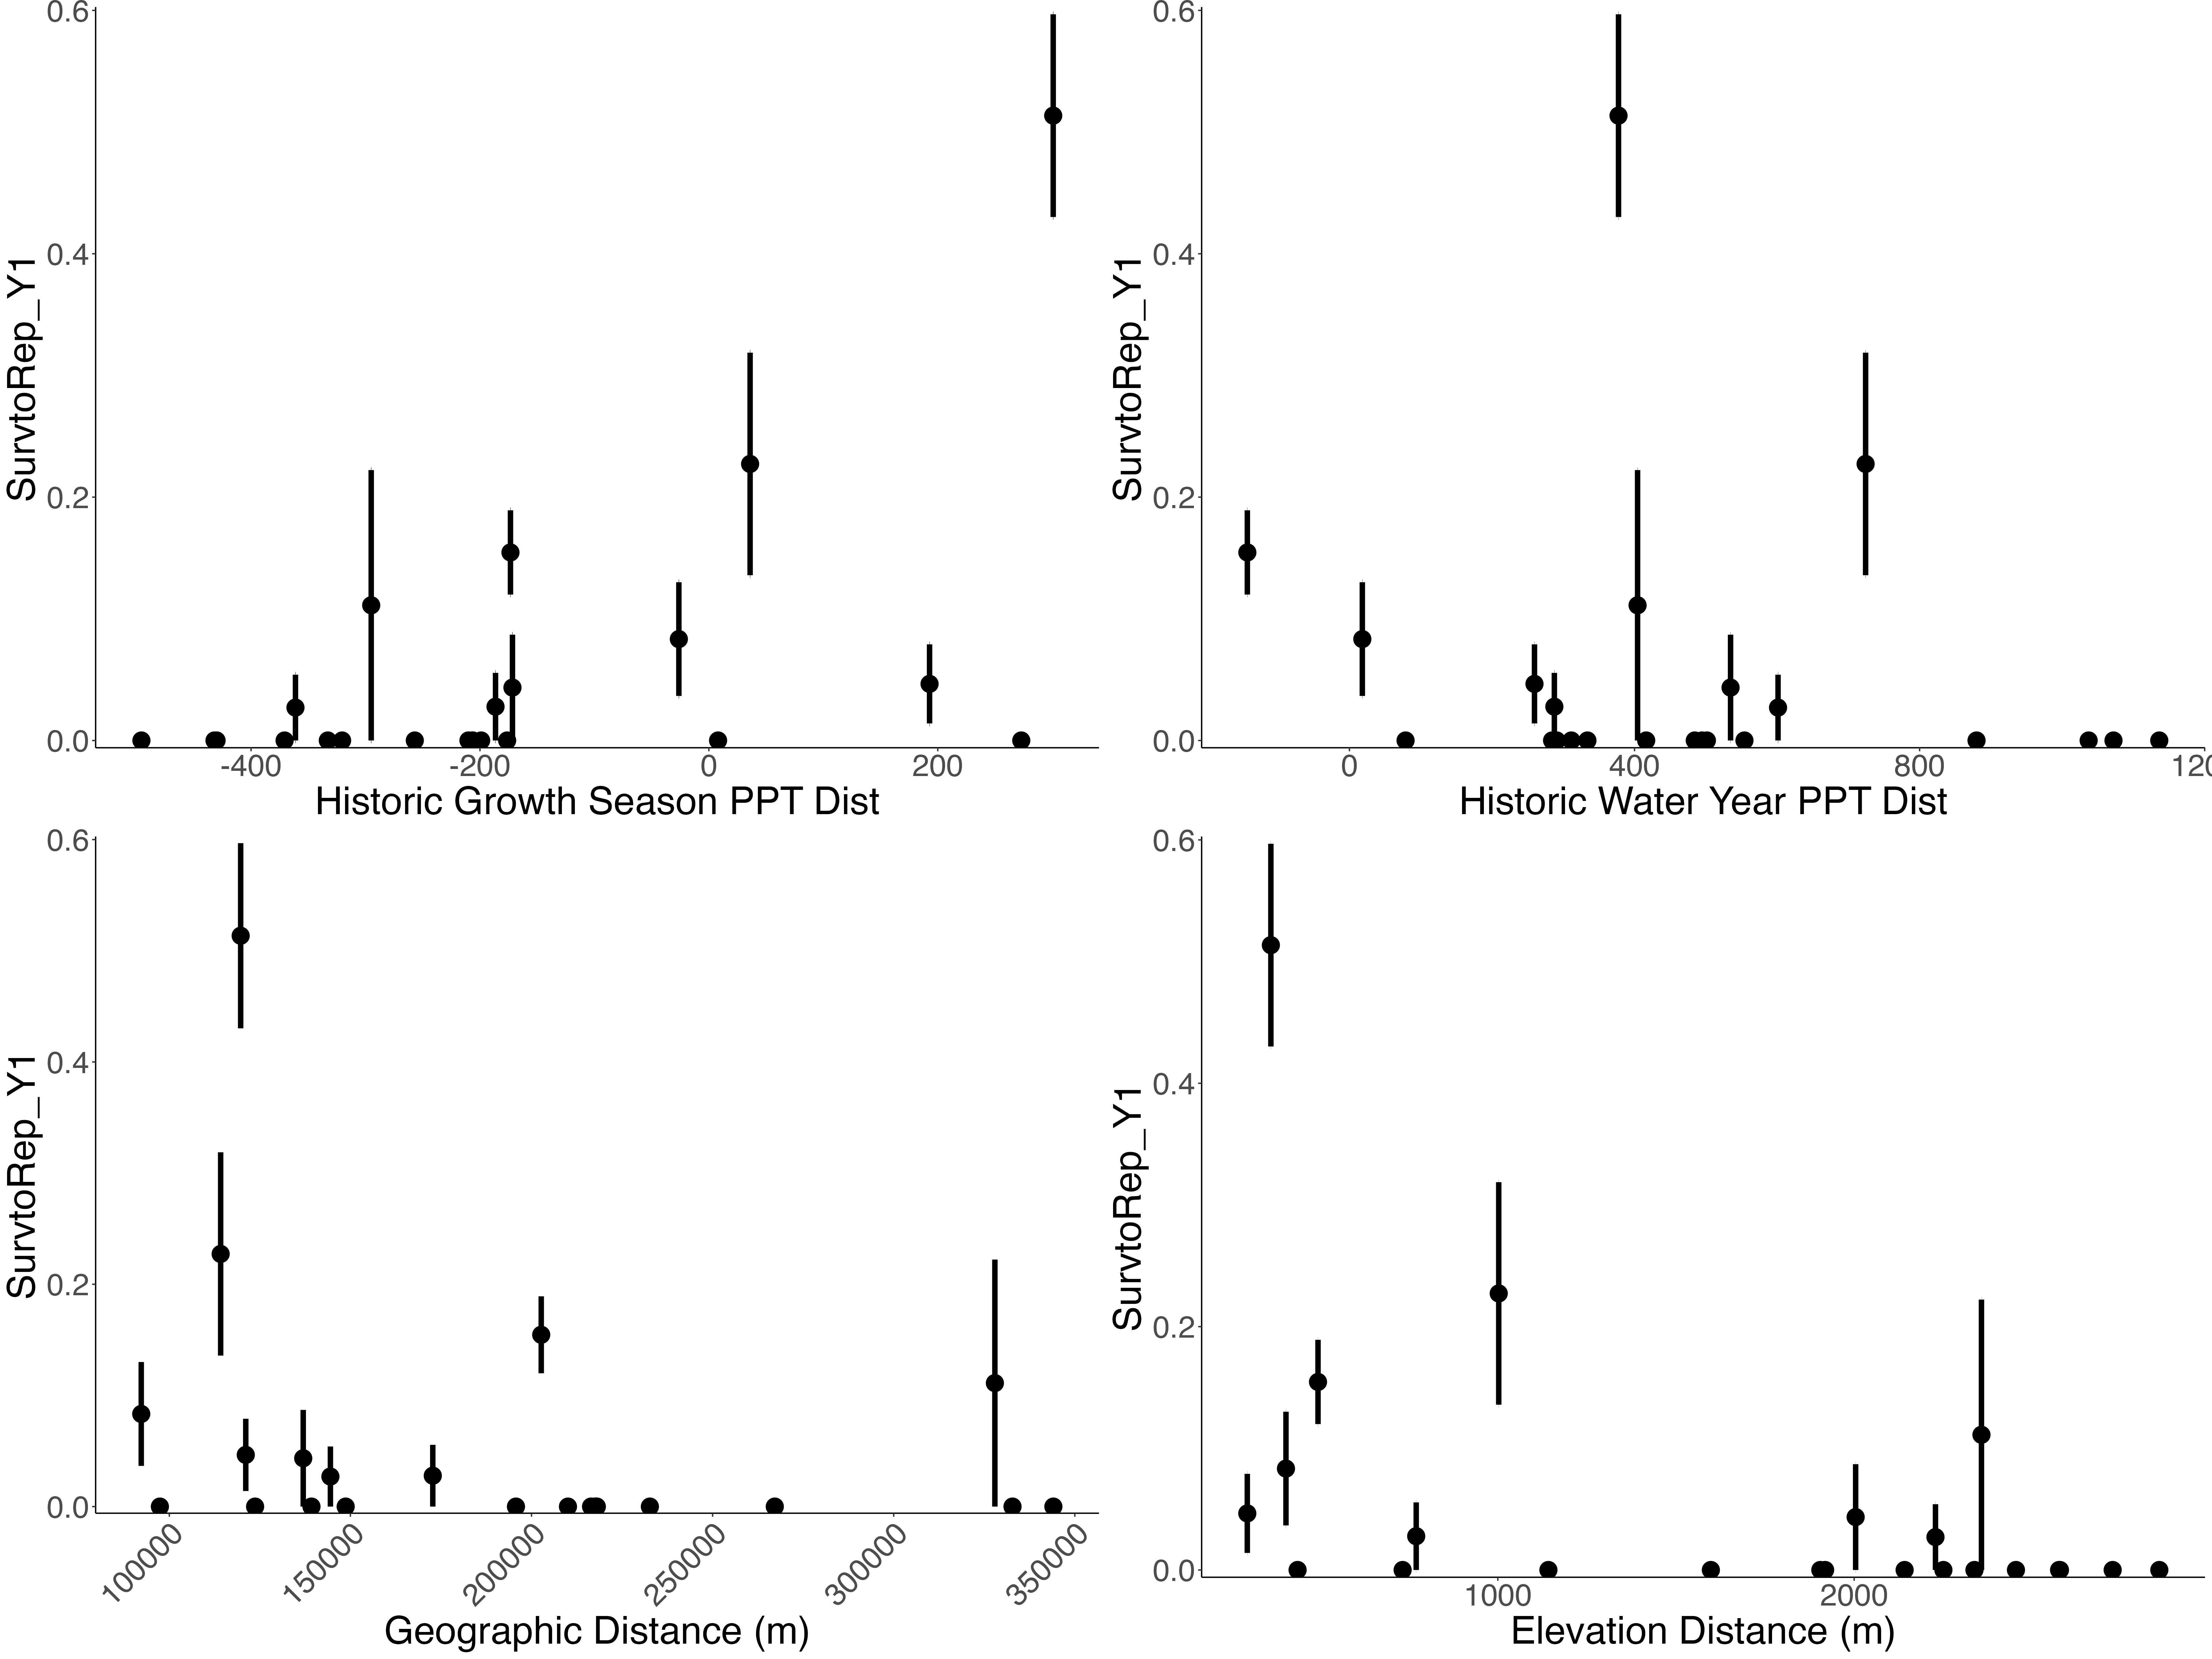 0.6
0.4
0.2
0.0
SurvtoRep_Y1
-400 -200 0 200
Historic Growth Season PPT Dist
0.6
0.4
0.2
0.0
SurvtoRep_Y1
0 400 800 120
Historic Water Year PPT Dist
0.6
0.4
0.2
0.0
SurvtoRep_Y1
100000 150000 200000 250000 300000 350000
Geographic Distance (m)
0.6
0.4
0.2
0.0
SurvtoRep_Y1
1000 2000
Elevation Distance (m)